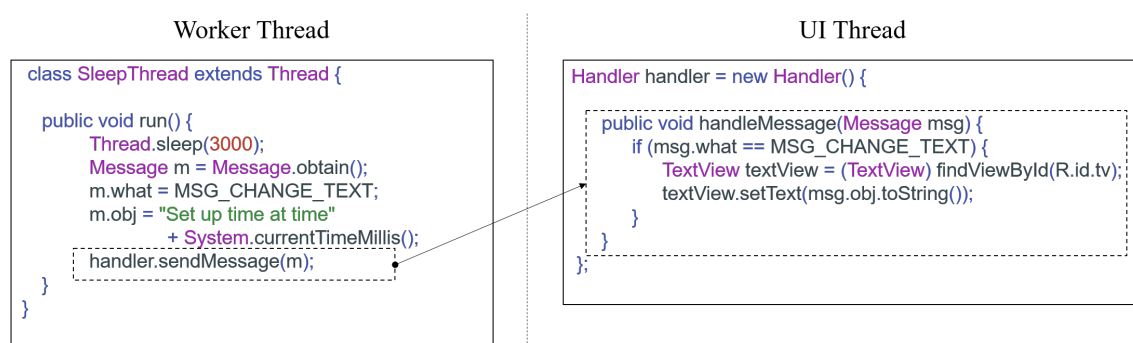 Worker Thread
class SleepThread extends Thread {
public void run() {
Thread.sleep(3000);
Message m = Message.obtain();
m.what = MSG_CHANGE_TEXT;
m.obj = "Set up time at time"
+ System.currentTimeMillis();
handler.sendMessage(m);
}
}
UI Thread
Handler handler = new Handler() {
public void handleMessage(Message msg) {
if (msg.what == MSG_CHANGE_TEXT) {
TextView textView = (TextView) findViewById(R.id.tv);
textView.setText(msg.obj.toString());
}
}
};